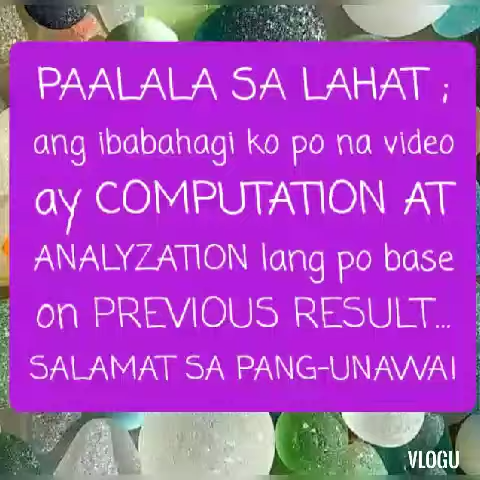 PAALALA SA LAHAT ;
ang ibabahagi ko po na video
ay COMPUTATION AT
ANALYZATION lang po base
on PREVIOUS RESULT...
SALAMAT SA PANG-UNAWA!
VLOGU